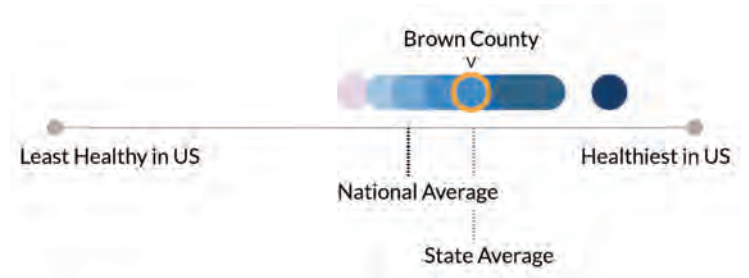 Brown County
Least Healthy in US
Healthiest in US
National Average
State Average